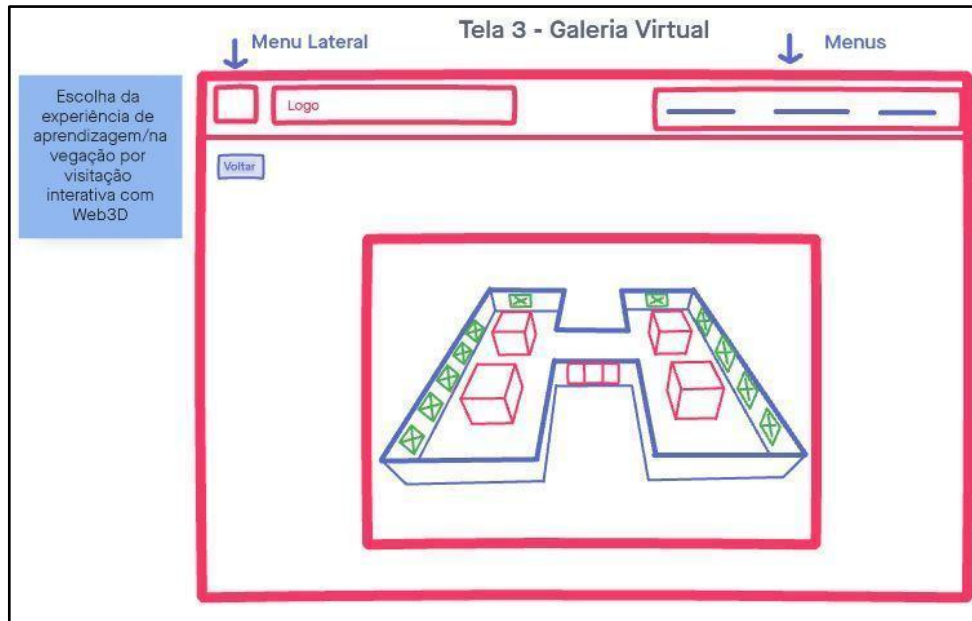 Tela 3 - Galeria Virtual
Menu Lateral
Menus
Escolha da
experiência de
aprendizagem/na
vegação por
visitação
interativa com
Web3D
Logo
Voltar